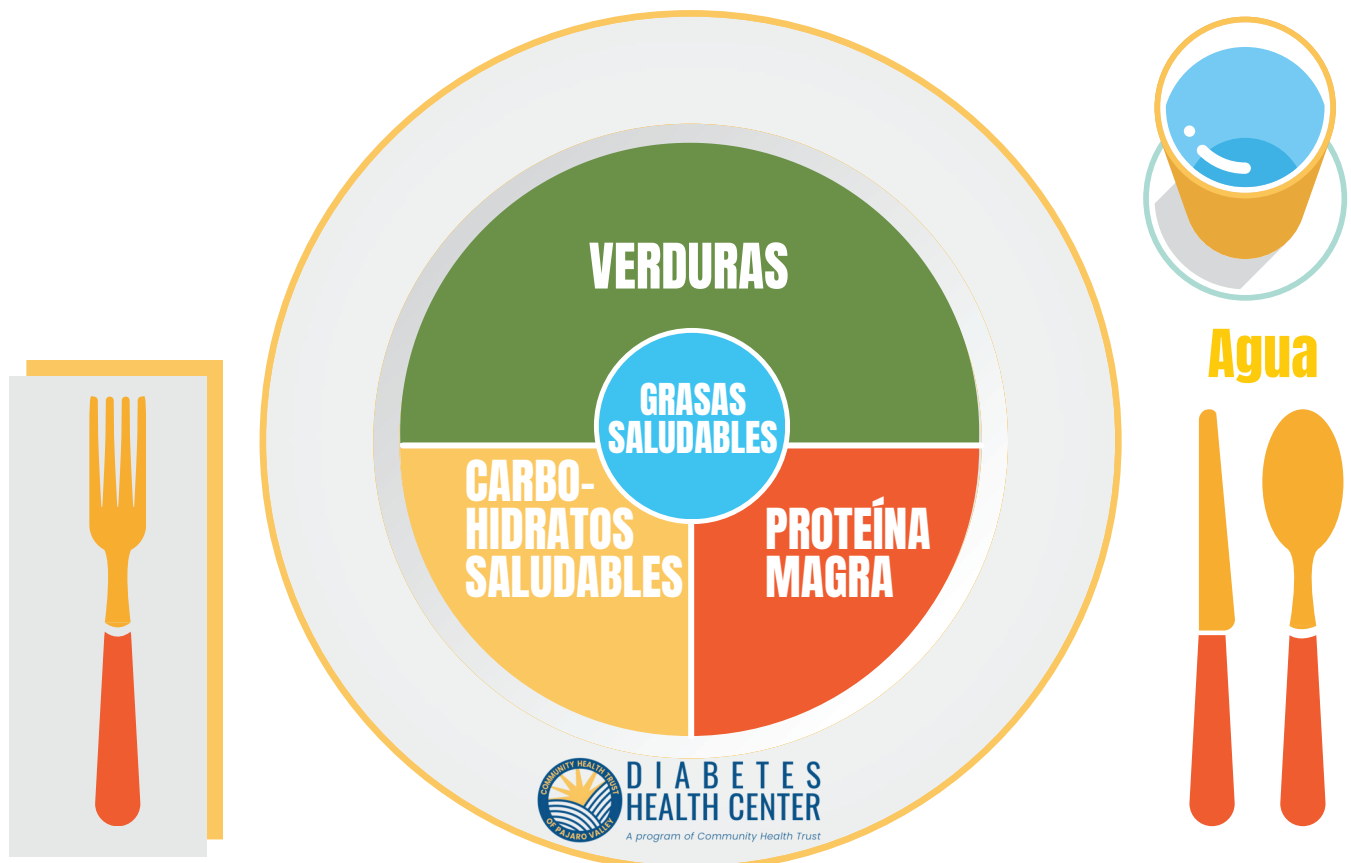 VERDURAS
GRASAS
SALUDABLES
CARBO-
HIDRATOS
SALUDABLES
PROTEÍNA
MAGRA
Agua
COMMUNITY HEALTH TRUST
OF PAJARO VALLEY
DIABETES
HEALTH CENTER
A program of Community Health Trust